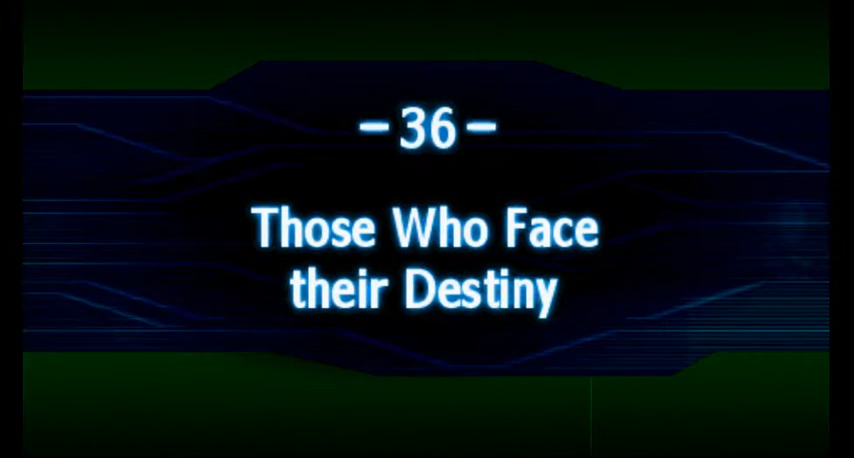 –36–
Those Who Face
their Destiny